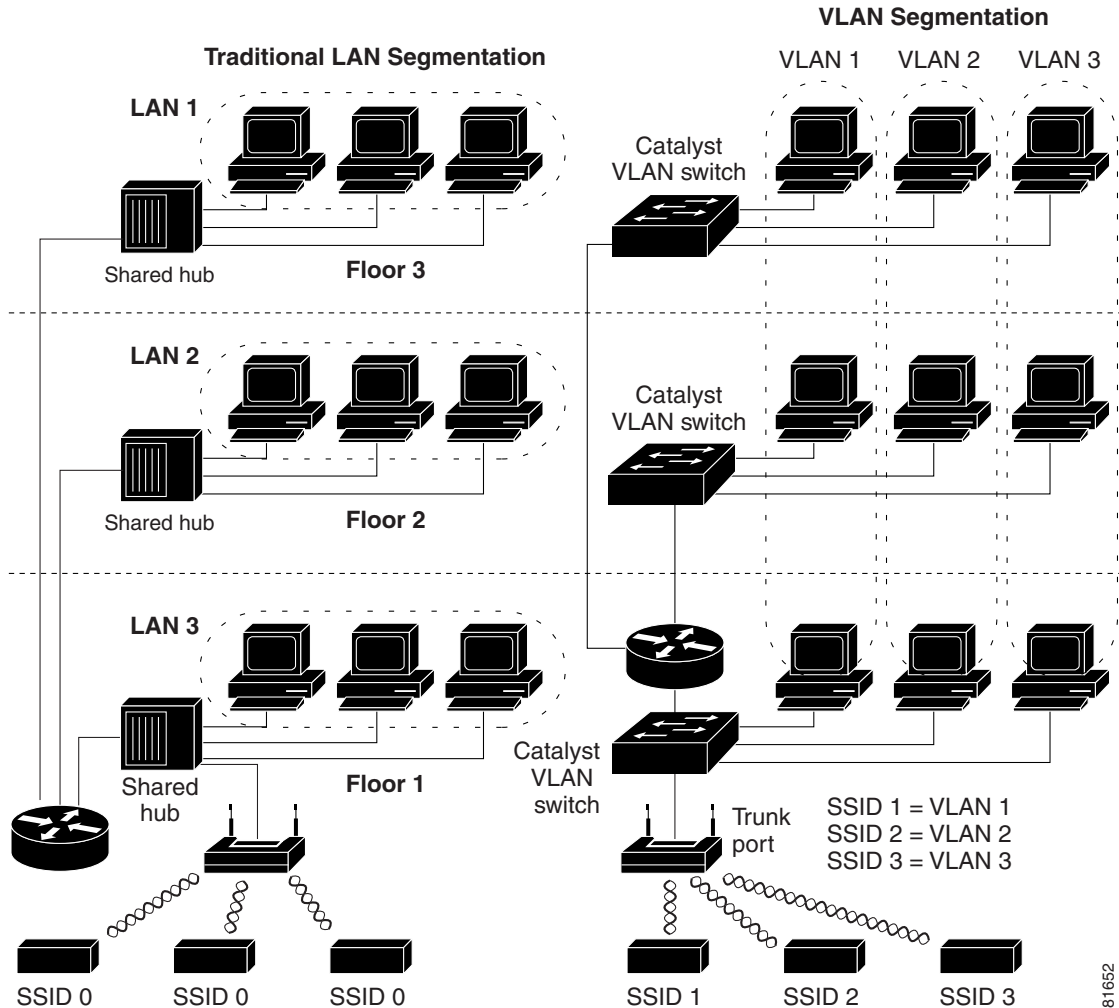 VLAN Segmentation
Traditional LAN Segmentation
VLAN 1
VLAN 2
VLAN 3
LAN 1
Catalyst
VLAN switch
Shared hub
Floor 3
LAN 2
Catalyst
VLAN switch
Shared hub
Floor 2
LAN 3
Shared
hub
Floor 1
Catalyst
VLAN
switch
Trunk
port
SSID 1 = VLAN 1
SSID 2 = VLAN 2
SSID 3 = VLAN 3
SSID 0
SSID 0
SSID 0
SSID 1
SSID 2
SSID 3
81652